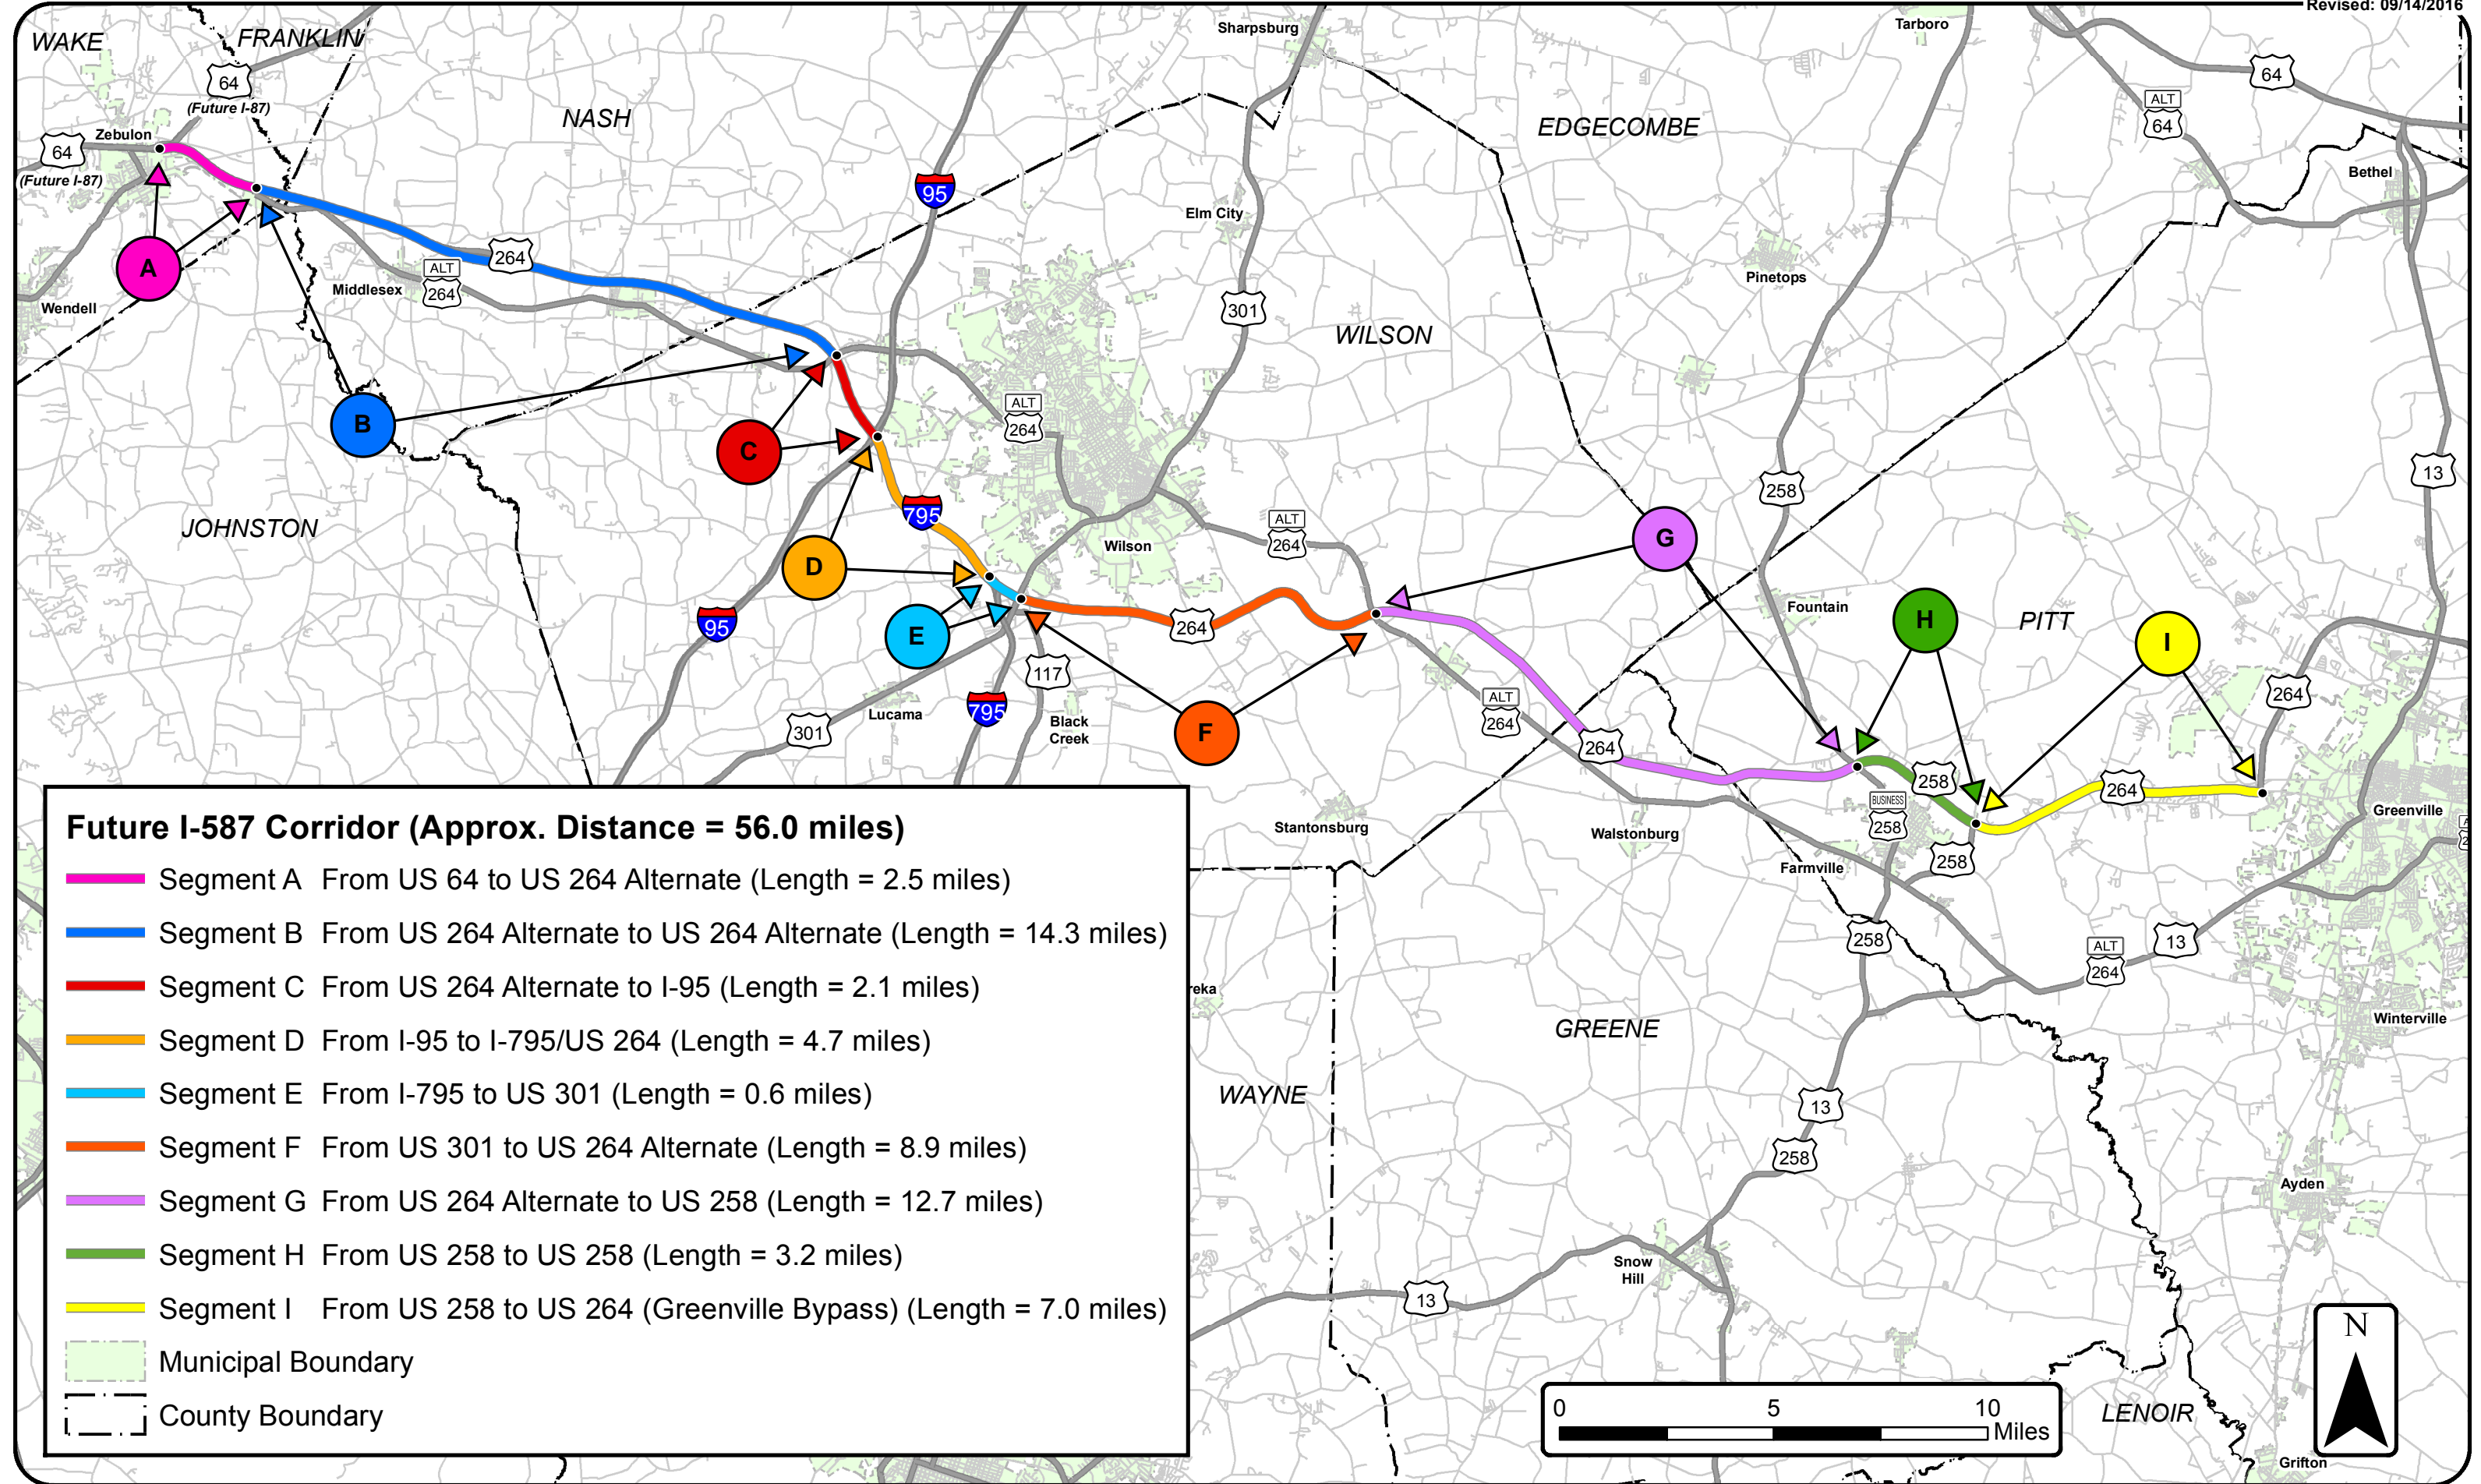 Revised: 09/14/2016
WAKE
FRANKLIN
Sharpsburg
Tarboro
64
(Future I-87)
64
ALT
64
NASH
EDGECOMBE
Zebulon
64
(Future I-87)
Bethel
95
Elm City
264
ALT
264
Middlesex
Pinetops
Wendell
301
WILSON
A
ALT
264
B
C
258
13
JOHNSTON
795
ALT
264
G
Wilson
D
95
E
264
Fountain
H
PITT
I
117
795
Lucama
301
Black
Creek
F
ALT
264
264
264
258
264
BUSINESS
258
Greenville
Stantonsburg
Walstonburg
258
Farmville
258
13
ALT
264
Winterville
GREENE
WAYNE
13
258
Ayden
Snow
Hill
13
LENOIR
Grifton
Future I-587 Corridor (Approx. Distance = 56.0 miles)
Segment A From US 64 to US 264 Alternate (Length = 2.5 miles)
Segment B From US 264 Alternate to US 264 Alternate (Length = 14.3 miles)
Segment C From US 264 Alternate to I-95 (Length = 2.1 miles)
Segment D From I-95 to I-795/US 264 (Length = 4.7 miles)
Segment E From I-795 to US 301 (Length = 0.6 miles)
Segment F From US 301 to US 264 Alternate (Length = 8.9 miles)
Segment G From US 264 Alternate to US 258 (Length = 12.7 miles)
Segment H From US 258 to US 258 (Length = 3.2 miles)
Segment I From US 258 to US 264 (Greenville Bypass) (Length = 7.0 miles)
Municipal Boundary
County Boundary
0 5 10
Miles
N